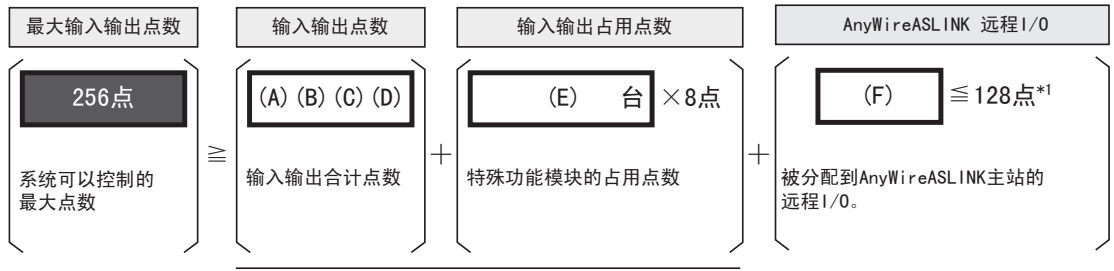 最大输入输出点数
输入输出点数
输入输出占用点数
AnyWireASLINK 远程I/O
256点
(A)(B)(C)(D)
(E) 台 ×8点
(F) ≦128点*1
≧
+
+
系统可以控制的
最大点数
输入输出合计点数
特殊功能模块的占用点数
被分配到AnyWireASLINK主站的
远程I/O。